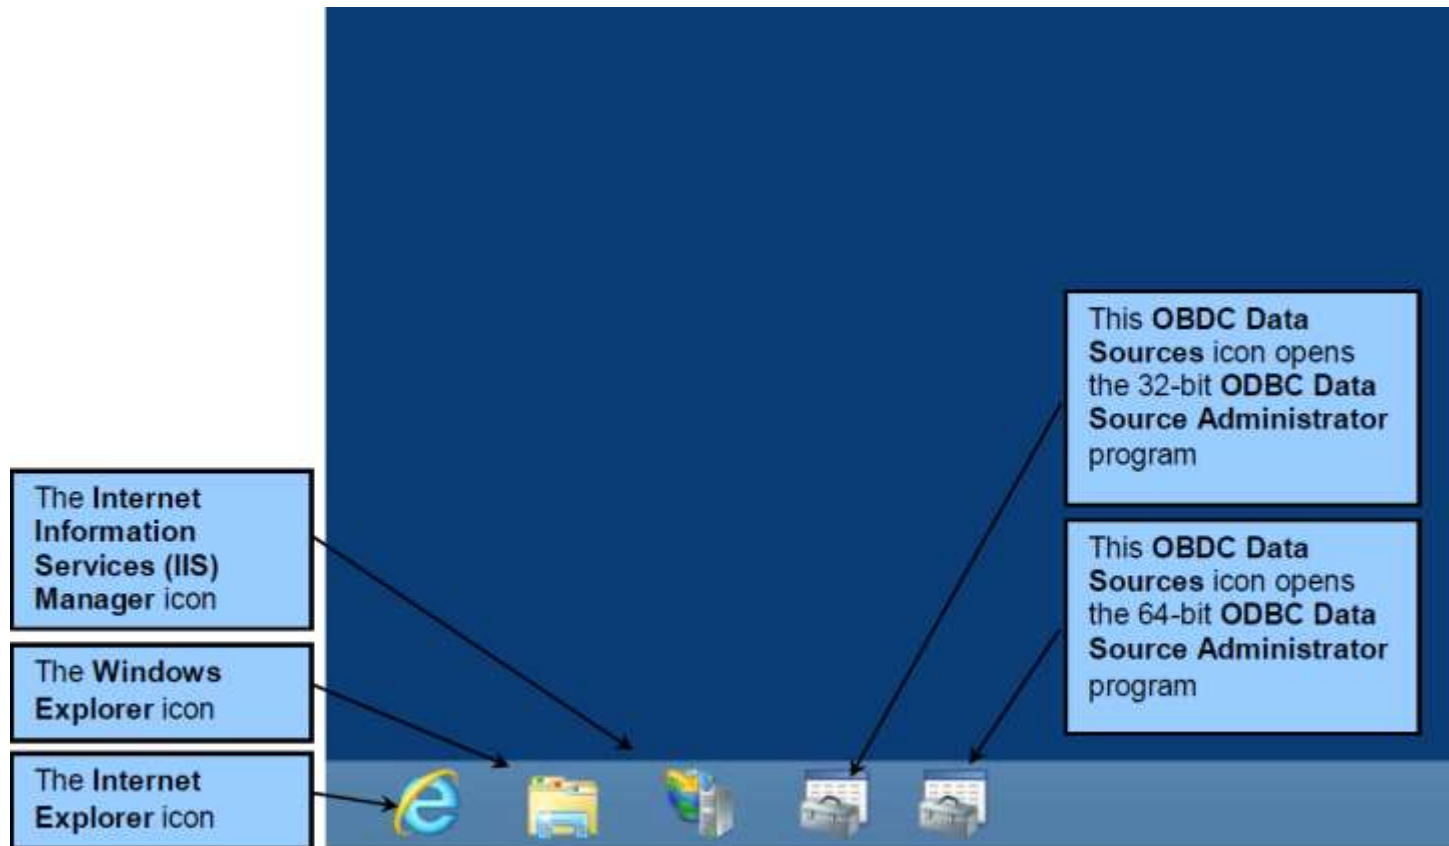 The Internet
Information
Services (IIS)
Manager icon
The Windows
Explorer icon
The Internet
Explorer icon
This OBDC Data
Sources icon opens
the 32-bit ODBC Data
Source Administrator
program
This OBDC Data
Sources icon opens
the 64-bit ODBC Data
Source Administrator
program